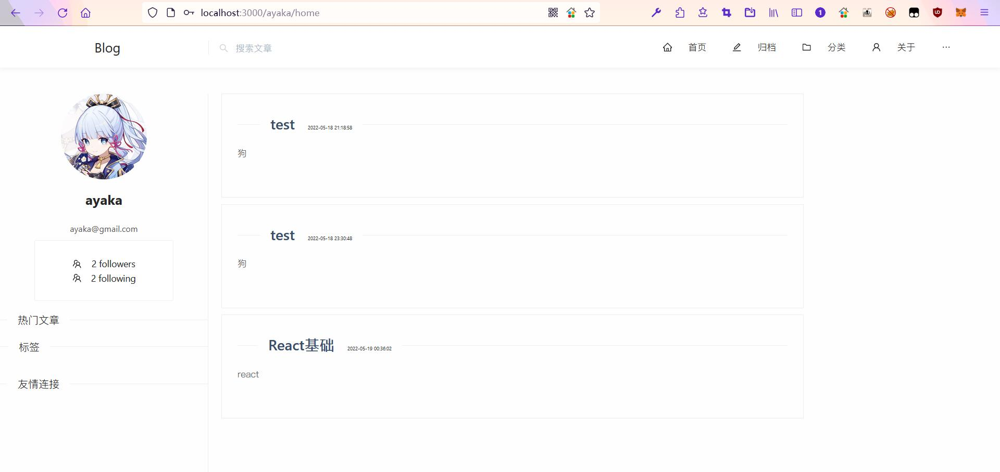 localhost:3000/ayaka/home
1
Blog
搜索文章
首页
归档
分类
关于
···
ayaka
ayaka@gmail.com
2 followers
2 following
热门文章
标签
友情连接
test 2022-05-18 21:18:58
狗
test 2022-05-18 23:30:48
狗
React基础 2022-05-19 00:36:02
react